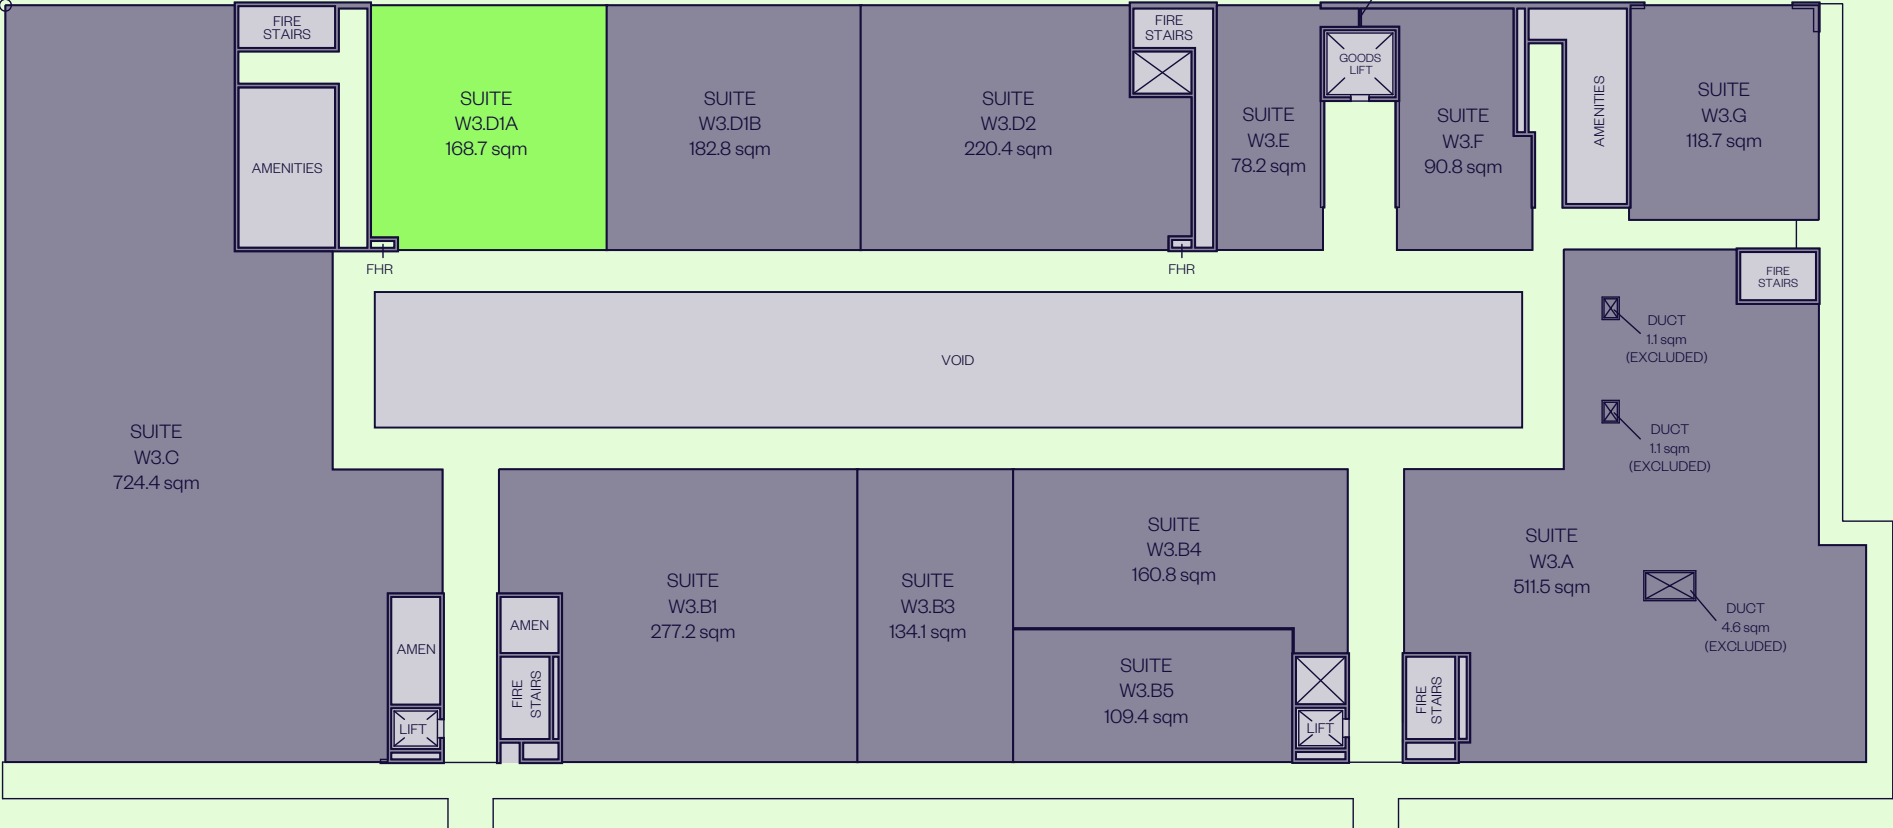 FIRE
STAIRS
AMENITIES
SUITE
W3.D1A
168.7 sqm
FHR
SUITE
W3.D1B
182.8 sqm
SUITE
W3.D2
220.4 sqm
FIRE
STAIRS
FHR
SUITE
W3.E
78.2 sqm
GOODS
LIFT
SUITE
W3.F
90.8 sqm
AMENITIES
SUITE
W3.G
118.7 sqm
FIRE
STAIRS
VOID
DUCT
1.1 sqm
(EXCLUDED)
DUCT
1.1 sqm
(EXCLUDED)
SUITE
W3.C
724.4 sqm
AMEN
LIFT
AMEN
FIRE
STAIRS
SUITE
W3.B1
277.2 sqm
SUITE
W3.B3
134.1 sqm
SUITE
W3.B4
160.8 sqm
SUITE
W3.B5
109.4 sqm
LIFT
FIRE
STAIRS
SUITE
W3.A
511.5 sqm
DUCT
4.6 sqm
(EXCLUDED)